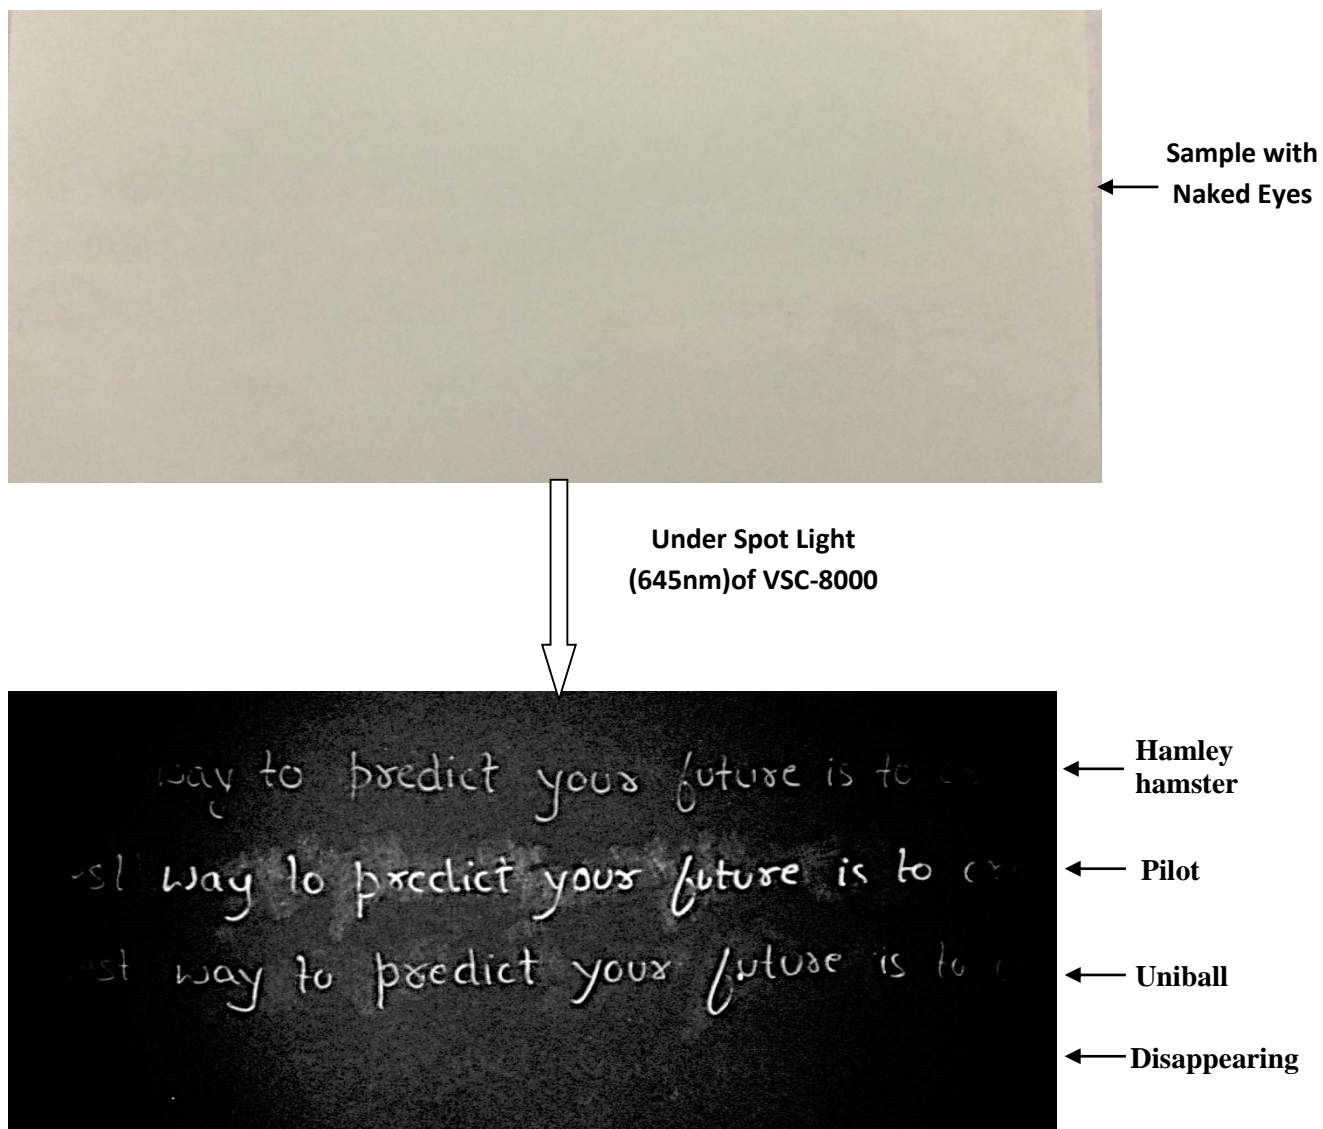 Sample with
Naked Eyes
Under Spot Light
(645nm)of VSC-8000
way to predict your future is to
Hamley
hamster
way to predict your future is to
Pilot
way to predict your future is to
Uniball
Disappearing